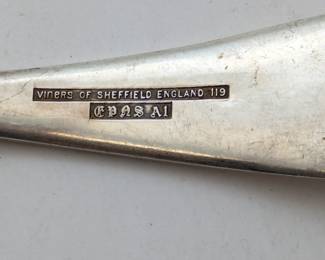 VIners OF SHEFFIELD ENGLAND 119
EPNS A1